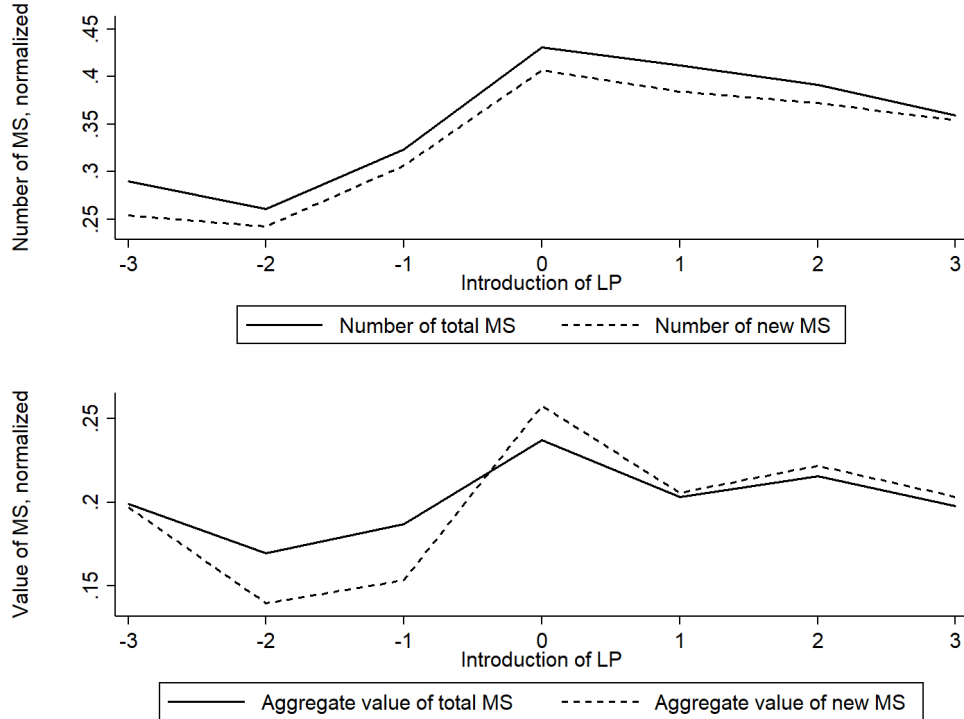 Number of MS, normalized
.45
.4
.35
.3
.25
-3 -2 -1 0 1 2 3
Introduction of LP
Number of total MS Number of new MS
Value of MS, normalized
.25
.2
.15
-3 -2 -1 0 1 2 3
Introduction of LP
Aggregate value of total MS Aggregate value of new MS